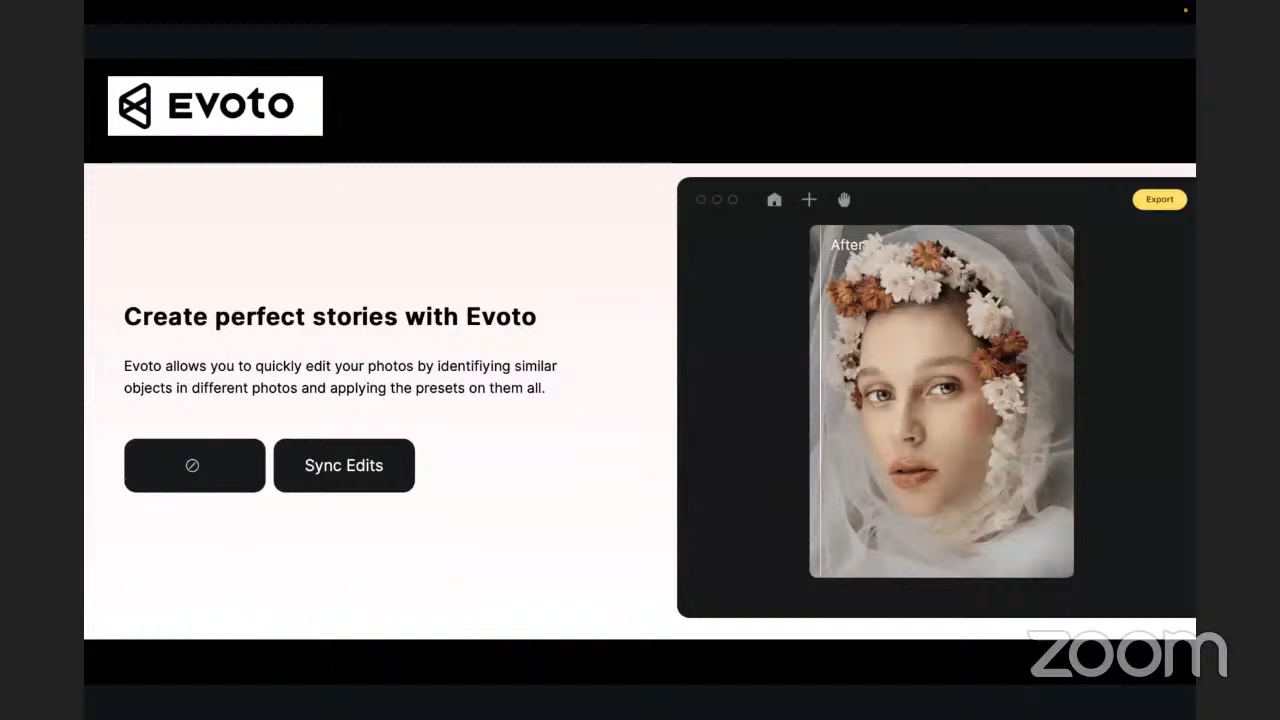 EVOTO
Export
After
Create perfect stories with Evoto
Evoto allows you to quickly edit your photos by identifiying similar
objects in different photos and applying the presets on them all.
Sync Edits
zoom